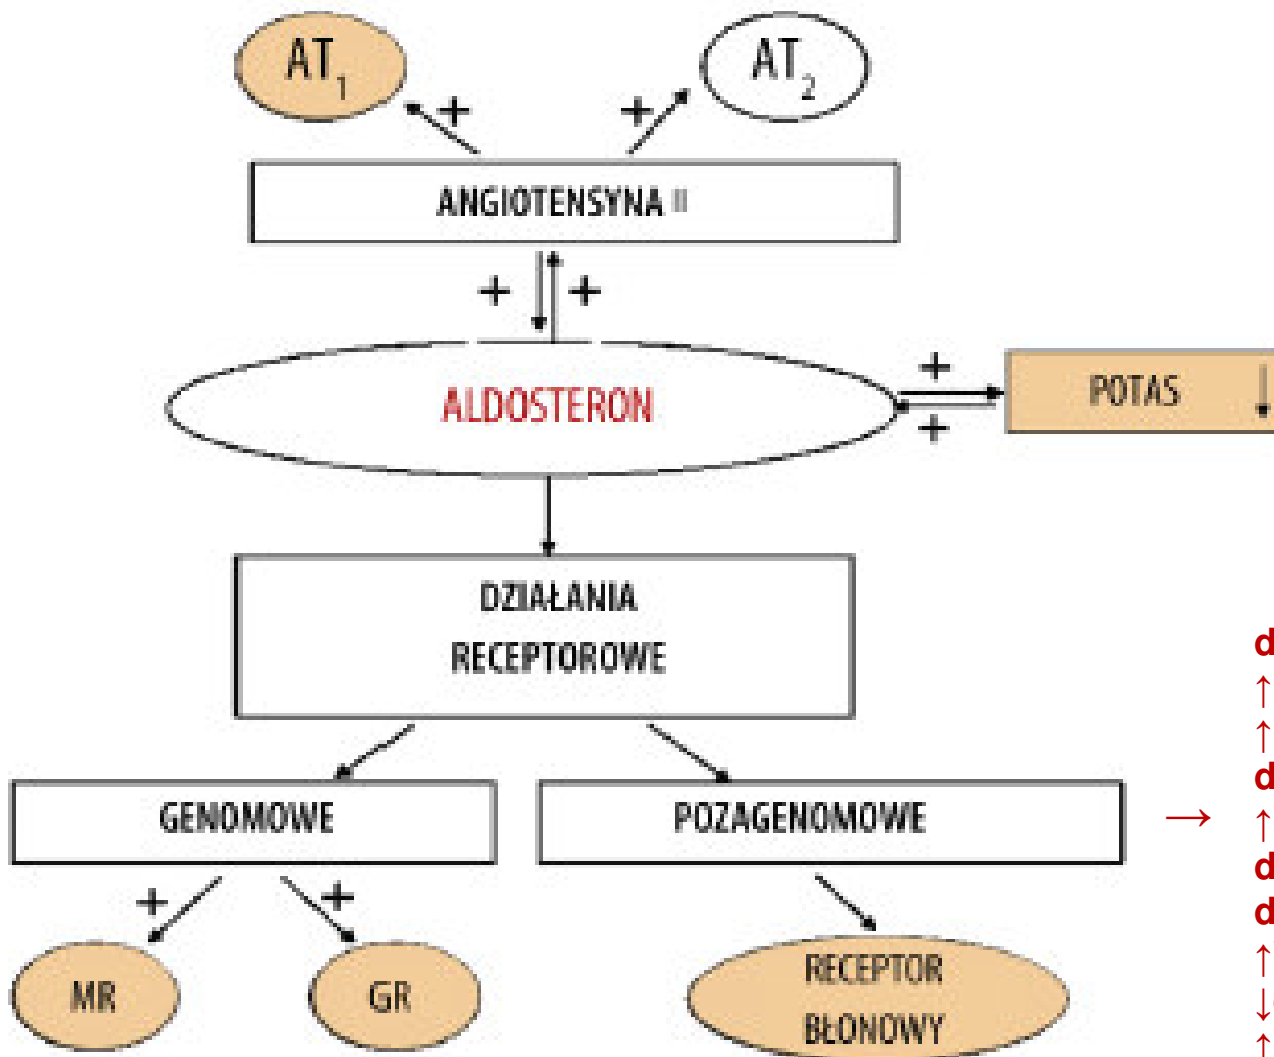 AT1
AT2
+ +
ANGIOTENSYNA II
+ +
ALDOSTERON
+
+
POTAS ↓
DZIAŁANIA
RECEPTOROWE
GENOMOWE
POZAGENOMOWE
→
+ +
MR
GR
RECEPTOR
BŁONOWY
d
↑
↑
d
↑
d
d
↑
↓
↑